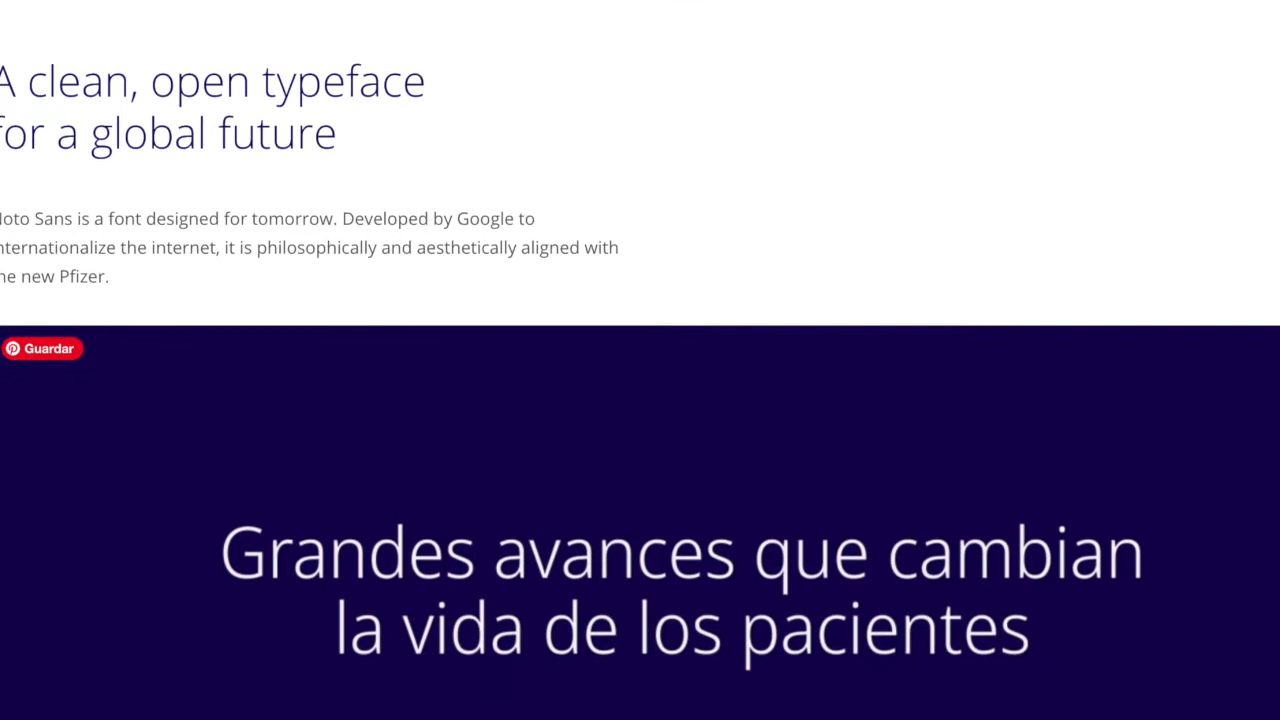 A clean, open typeface
for a global future
Noto Sans is a font designed for tomorrow. Developed by Google to
internationalize the internet, it is philosophically and aesthetically aligned with
the new Pfizer.
Guardar
Grandes avances que cambian
la vida de los pacientes